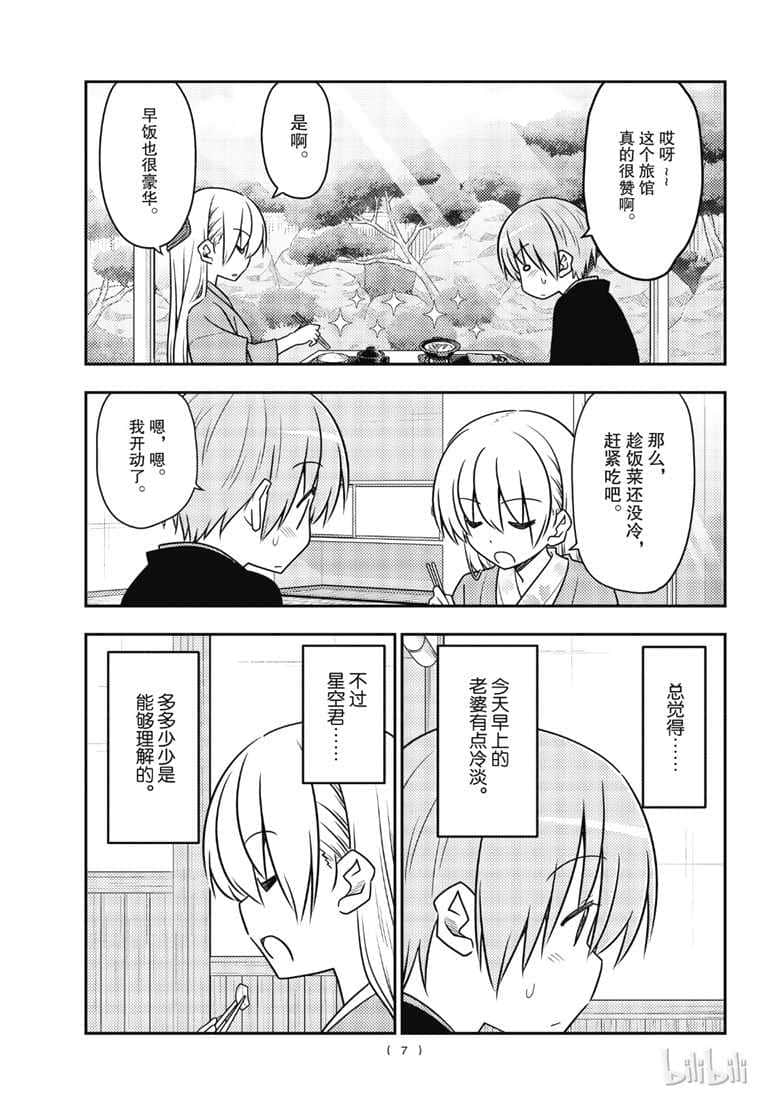 哎呀~~
这个旅馆
真的很赞啊。
是啊。
早饭也很豪华。
那么，
趁饭菜还没冷，
赶紧吃吧。
嗯，嗯。
我开动了。
总觉得……
今天早上的
老婆有点冷淡。
不过
星空君……
多多少少是
能够理解的。
( 7 )
bilibili